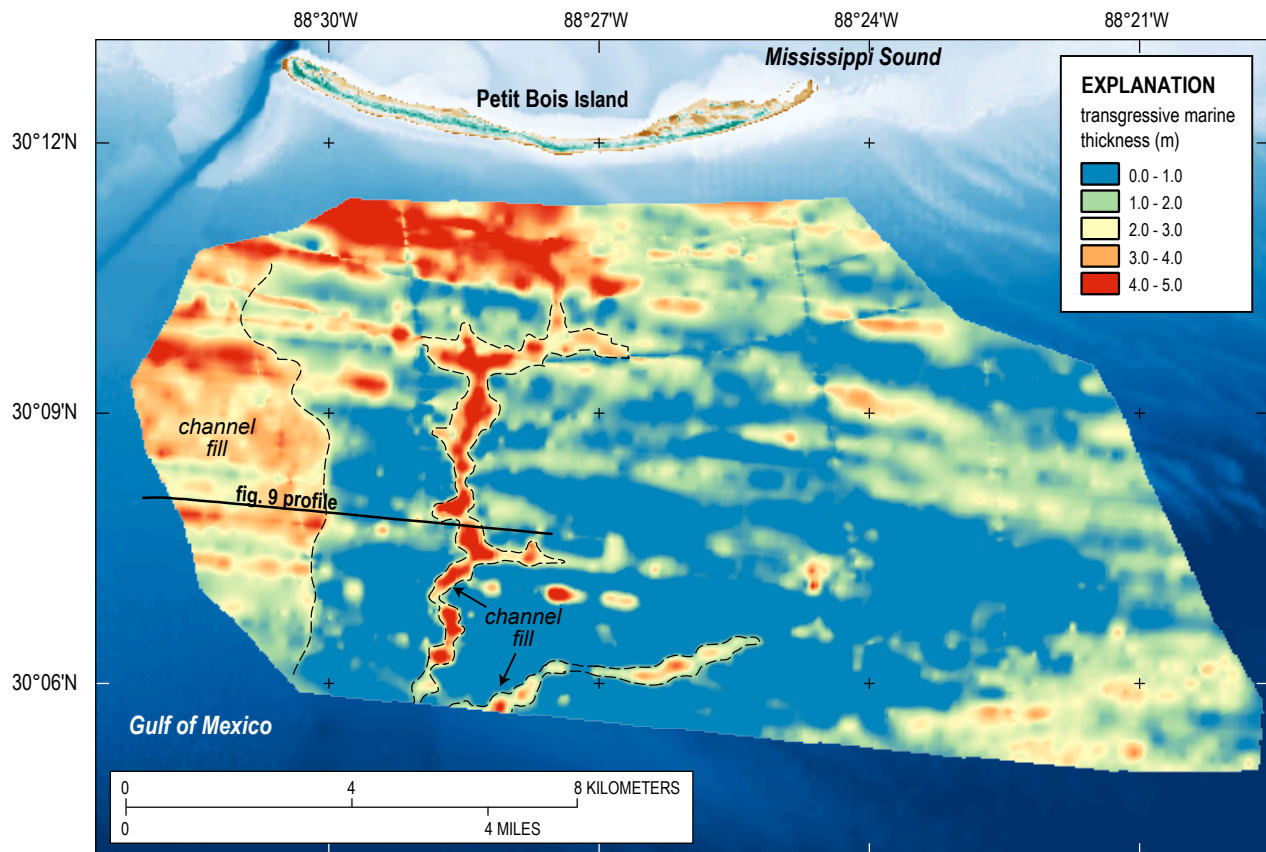 88°30'W 88°27'W 88°24'W 88°21'W
Mississippi Sound
Petit Bois Island
EXPLANATION
transgressive marine
thickness (m)
0.0 - 1.0
1.0 - 2.0
2.0 - 3.0
3.0 - 4.0
4.0 - 5.0
30°12'N
30°09'N
channel
fill
fig. 9 profile
channel
fill
30°06'N
Gulf of Mexico
0 4 8 KILOMETERS
0 4 MILES